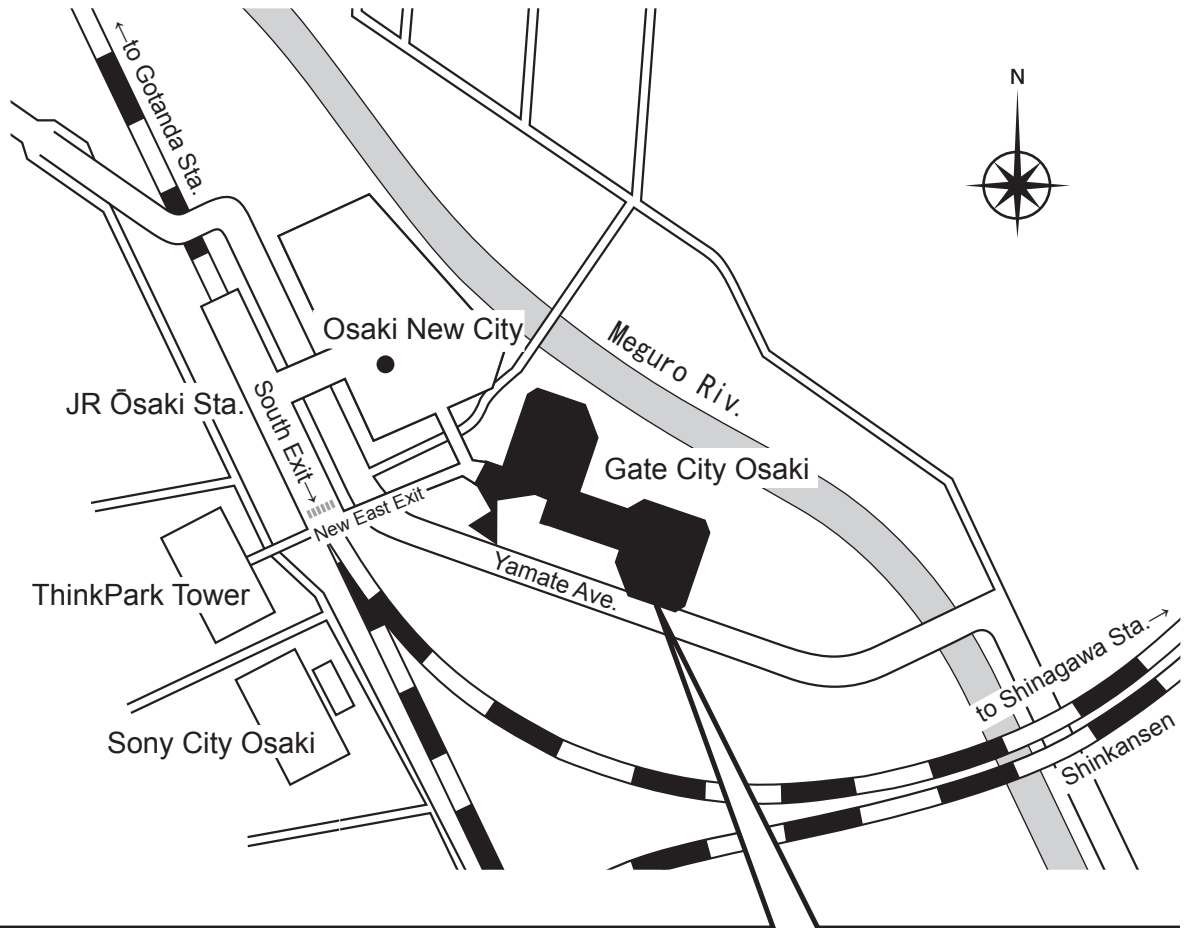 ←to Gotanda Sta.
N
Osaki New City
Meguro Riv.
JR Ōsaki Sta.
South Exit→
Gate City Osaki
New East Exit
Yamate Ave.
ThinkPark Tower
to Shinagawa Sta.→
Sony City Osaki
Shinkansen